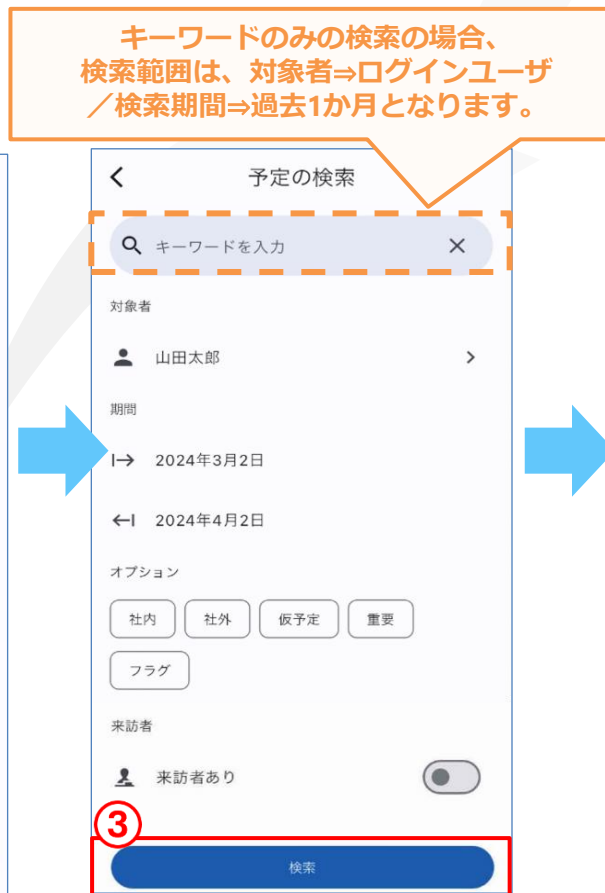 キーワードのみの検索の場合、
検索範囲は、対象者⇒ログインユーザ
／検索期間⇒過去1か月となります。
予定の検索
キーワードを入力
対象者
山田太郎
期間
2024年3月2日
2024年4月2日
オプション
社内 社外 仮予定 重要
フラグ
来訪者
来訪者あり
③
検索